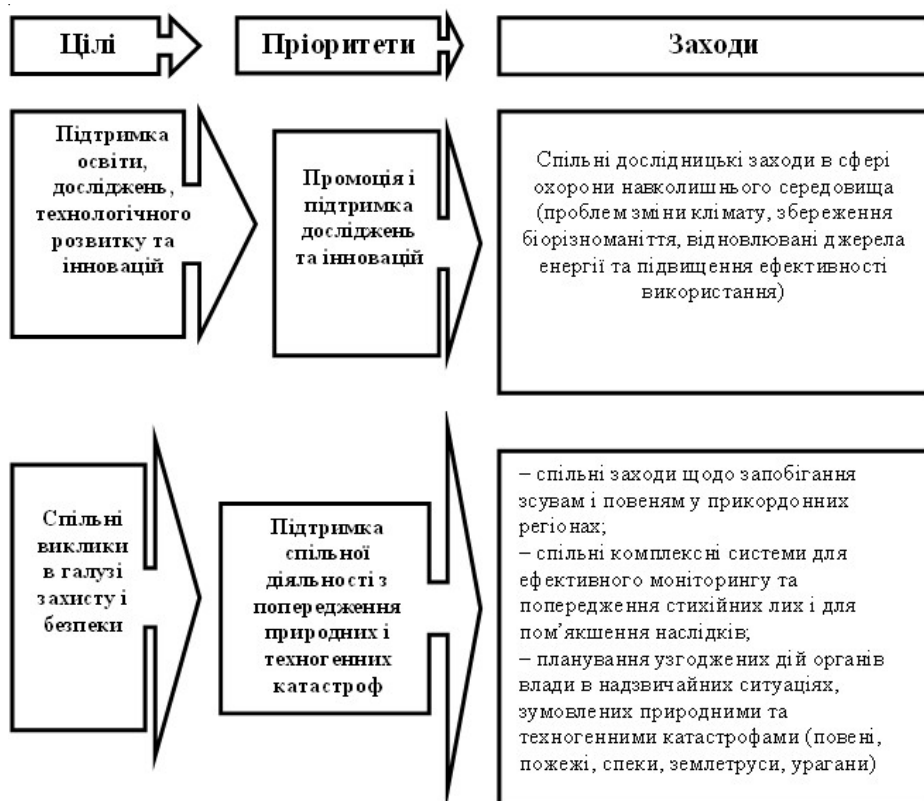 Цілі
Пріоритети
Заходи
Підтримка
освіти,
досліджень,
технологічного
розвитку та
інновацій
Промоція і
підтримка
досліджень
та інновацій
Спільні дослідницькі заходи в сфері
охорони навколишнього середовища
(проблем зміни клімату, збереження
біорізноманіття, відновлювані джерела
енергії та підвищення ефективності
використання)
Спільні
виклики
в галузі
захисту і
безпеки
Підтримка
спільної
діяльності з
попередження
природних і
техногенних
катастроф
– спільні заходи щодо запобігання
зсувам і повеням у прикордонних
регіонах;
– спільні комплексні системи для
ефективного моніторингу та
попередження стихійних лих і для
пом’якшення наслідків;
– планування узгоджених дій органів
влади в надзвичайних ситуаціях,
зумовлених природними та
техногенними катастрофами (повені,
пожежі, спеки, землетруси, урагани)